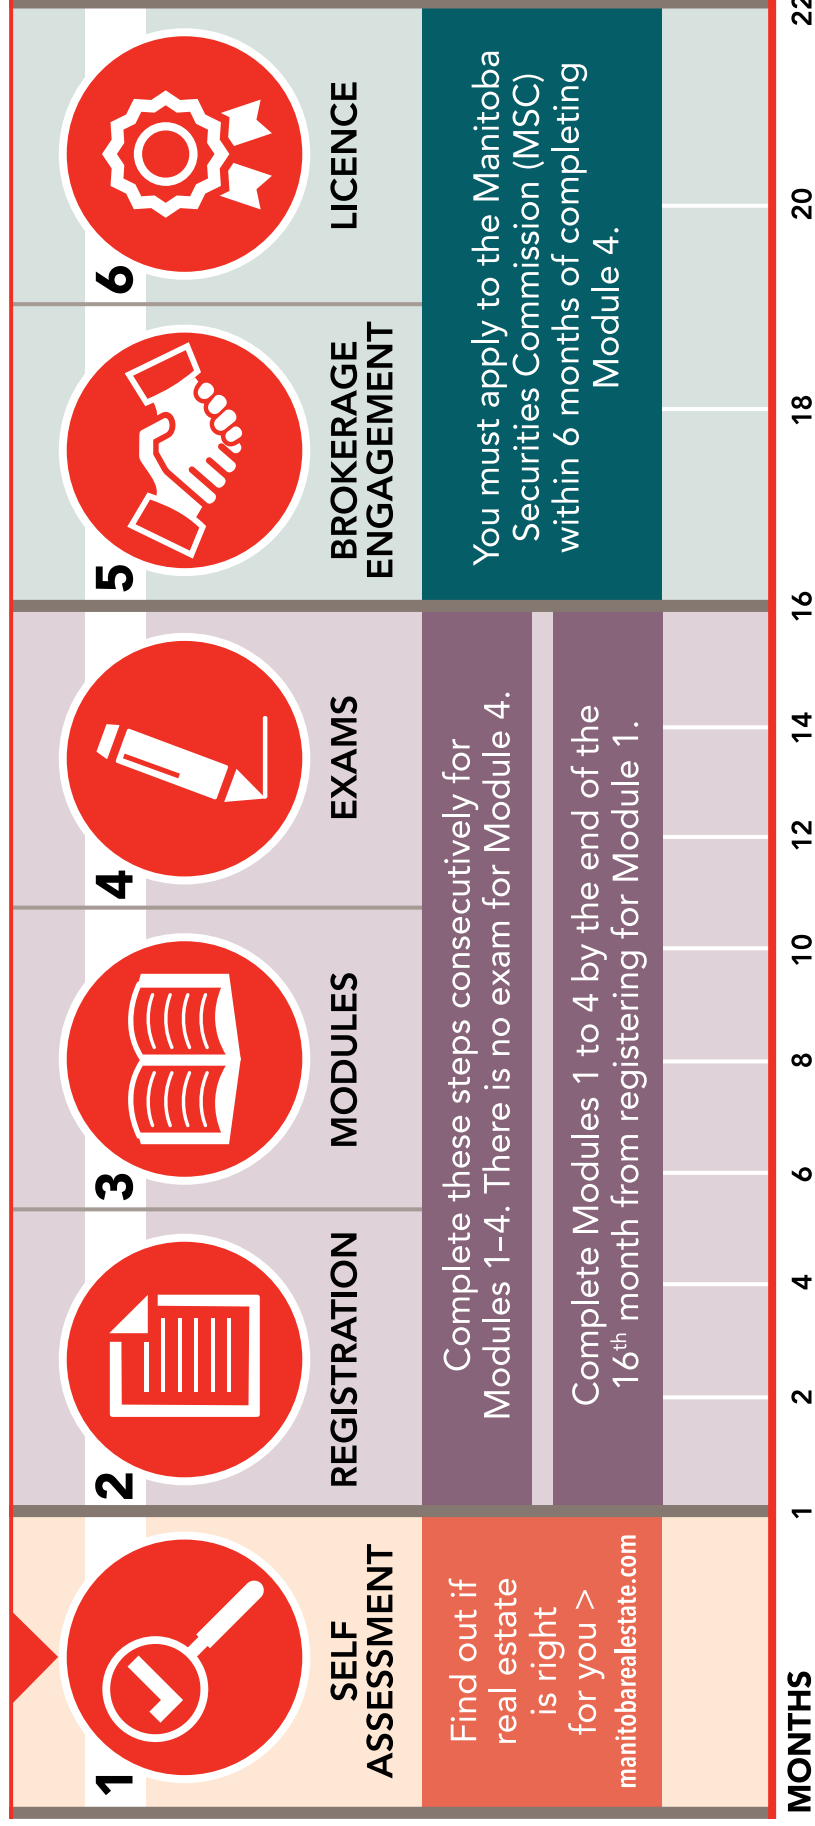 1
SELF
ASSESSMENT
Find out if
real estate
is right
for you >
manitobarealestate.com
2
REGISTRATION
3
MODULES
4
EXAMS
Complete these steps consecutively for
Modules 1–4. There is no exam for Module 4.
Complete Modules 1 to 4 by the end of the
16th month from registering for Module 1.
5
BROKERAGE
ENGAGEMENT
6
LICENCE
You must apply to the Manitoba
Securities Commission (MSC)
within 6 months of completing
Module 4.
MONTHS 1 2 4 6 8 10 12 14 16 18 20 22